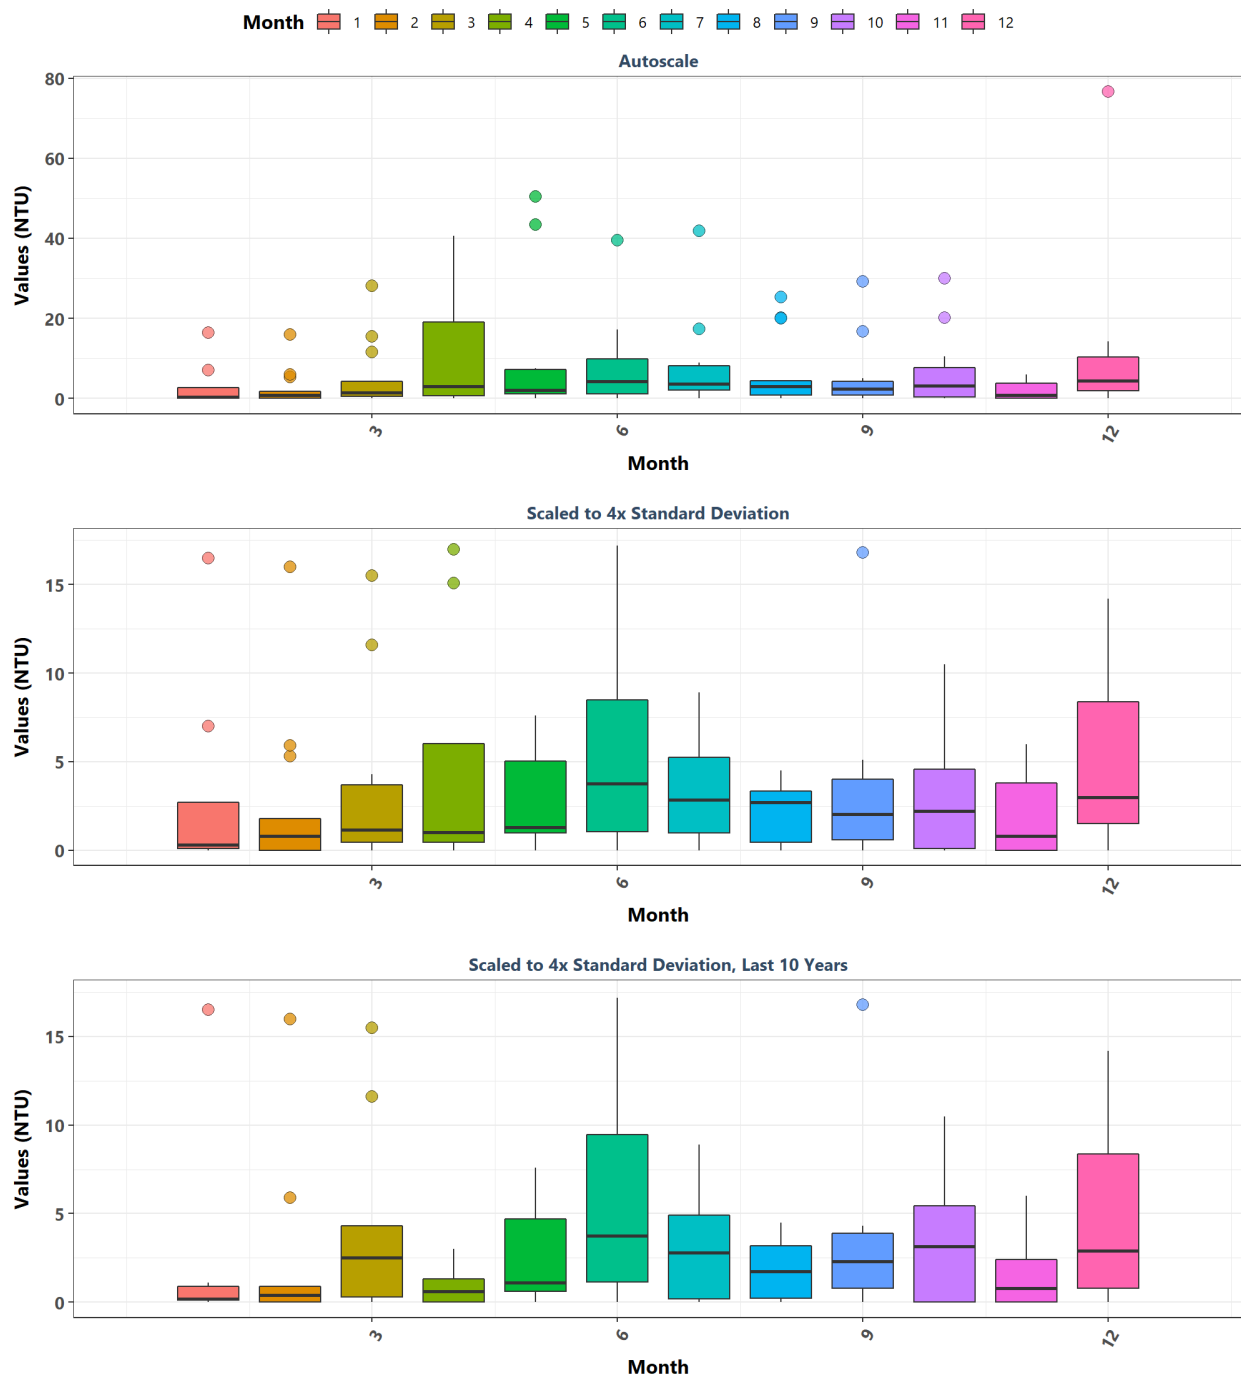 Month 1 2 3 4 5 6 7 8 9 10 11 12
Autoscale
Values (NTU)
80
60
40
20
0
3 6 9 12
Month
Scaled to 4x Standard Deviation
Values (NTU)
15
10
5
0
3 6 9 12
Month
Scaled to 4x Standard Deviation, Last 10 Years
Values (NTU)
15
10
5
0
3 6 9 12
Month